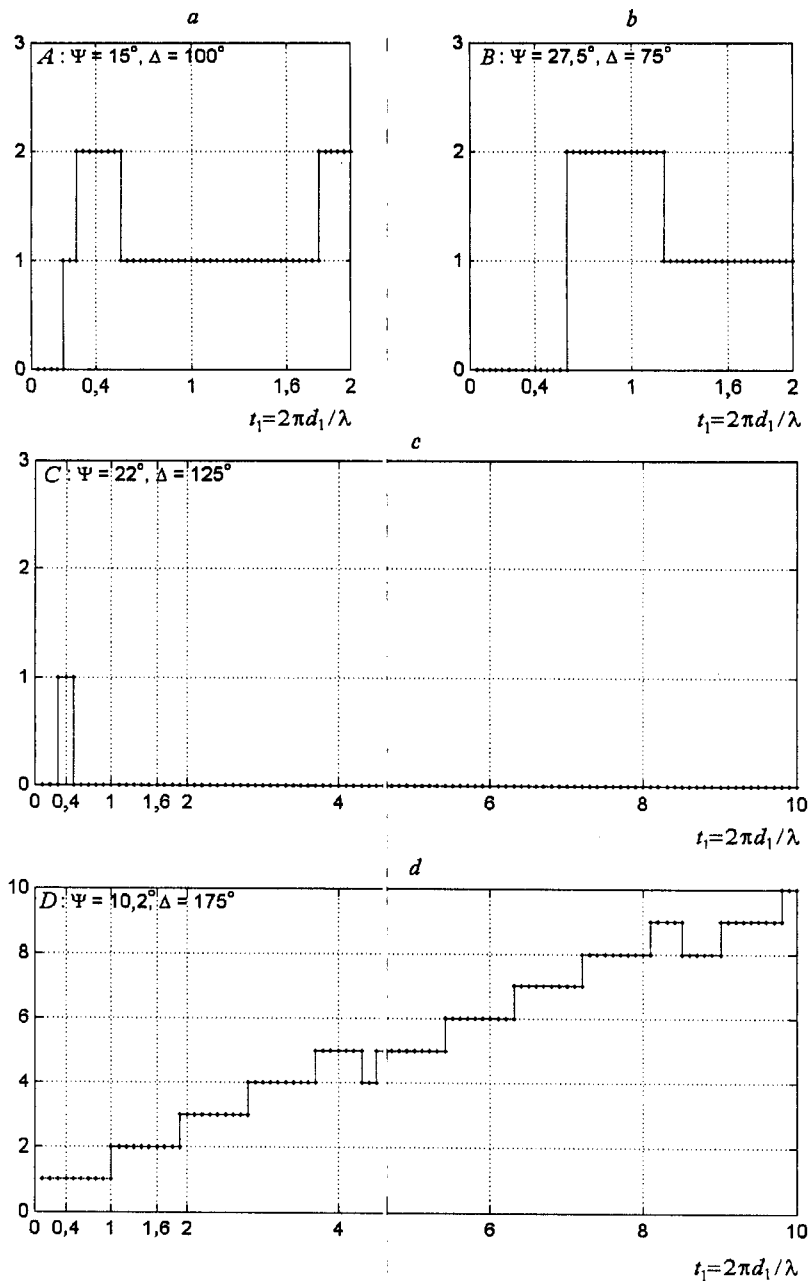 a
b
3
A: Ψ = 15°, Δ = 100°
2
1
0
0 0,4 1 1,6 2
t₁=2πd₁/λ
3
B: Ψ = 27,5°, Δ = 75°
2
1
0
0 0,4 1 1,6 2
t₁=2πd₁/λ
c
3
C: Ψ = 22°, Δ = 125°
2
1
0
0 0,4 1 1,6 2 4 6 8 10
t₁=2πd₁/λ
d
10
D: Ψ = 10,2°, Δ = 175°
8
6
4
2
0
0 0,4 1 1,6 2 4 6 8 10
t₁=2πd₁/λ